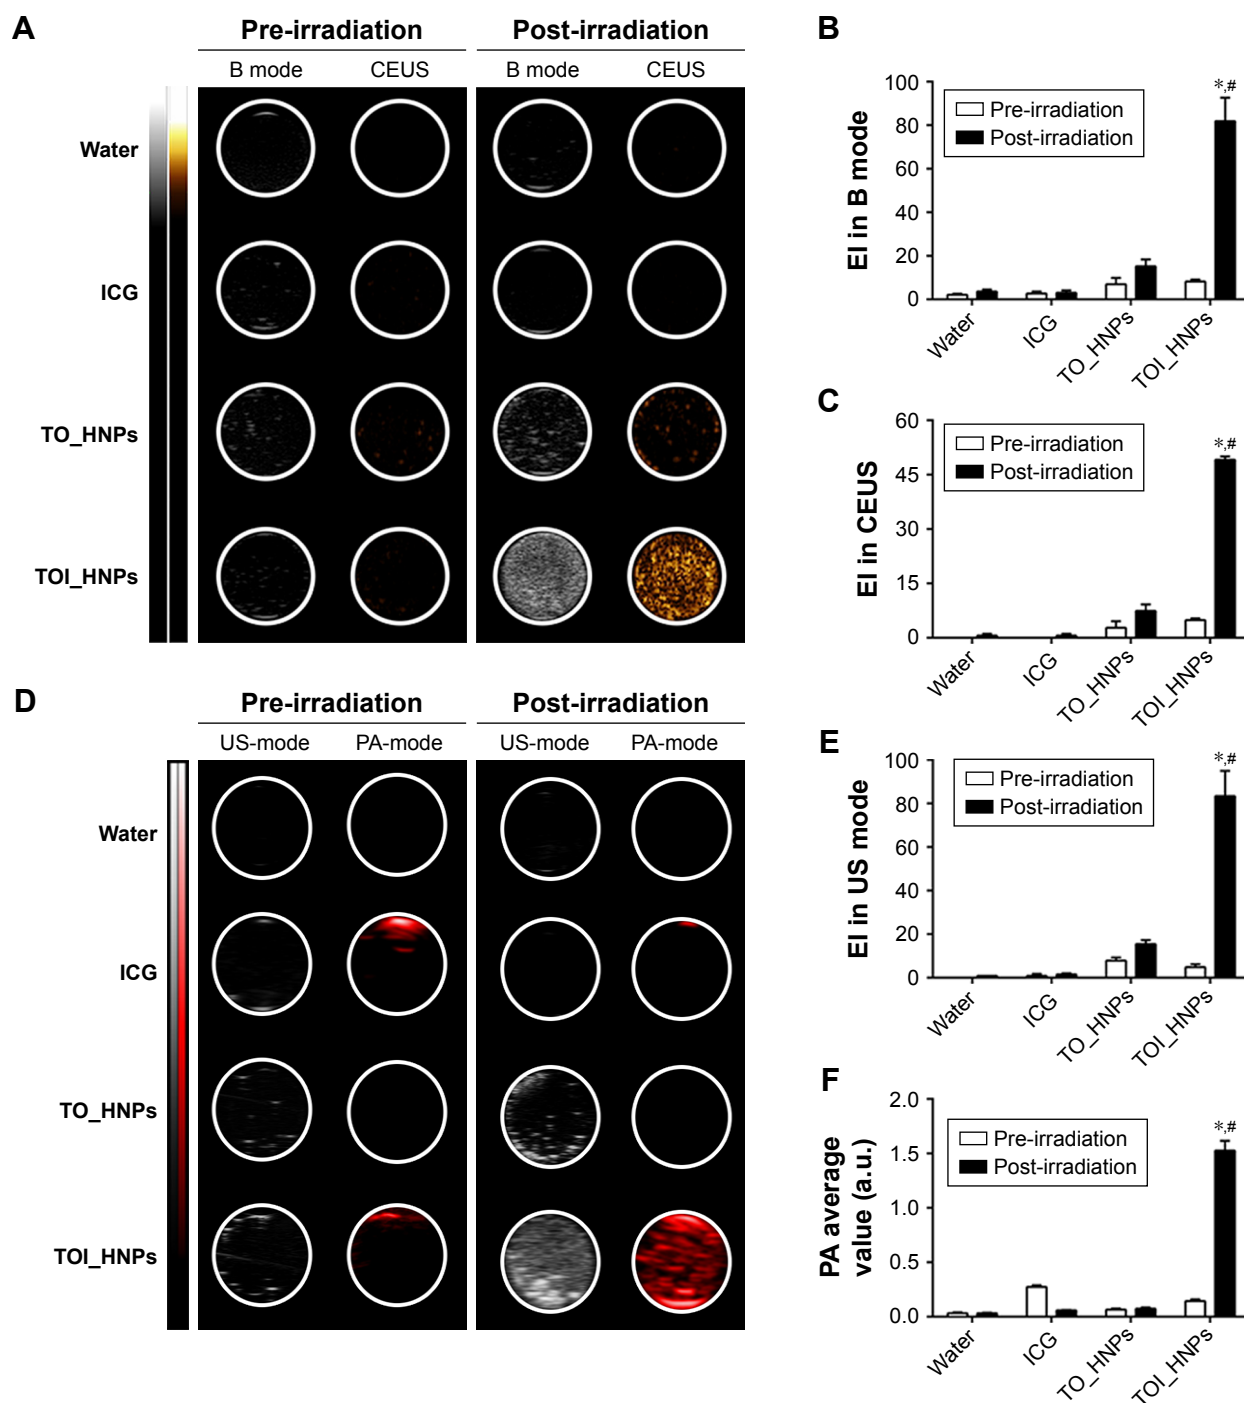 A
Pre-irradiation Post-irradiation
B mode CEUS B mode CEUS
Water
ICG
TO_HNPs
TOI_HNPs
B
EI in B mode
100
80
60
40
20
0
Pre-irradiation
Post-irradiation
*,#
Water ICG TO_HNPs TOI_HNPs
C
EI in CEUS
60
45
30
15
0
Pre-irradiation
Post-irradiation
*,#
Water ICG TO_HNPs TOI_HNPs
D
Pre-irradiation Post-irradiation
US-mode PA-mode US-mode PA-mode
Water
ICG
TO_HNPs
TOI_HNPs
E
EI in US mode
100
80
60
40
20
0
Pre-irradiation
Post-irradiation
*,#
Water ICG TO_HNPs TOI_HNPs
F
PA average
value (a.u.)
2.0
1.5
1.0
0.5
0.0
Pre-irradiation
Post-irradiation
*,#
Water ICG TO_HNPs TOI_HNPs